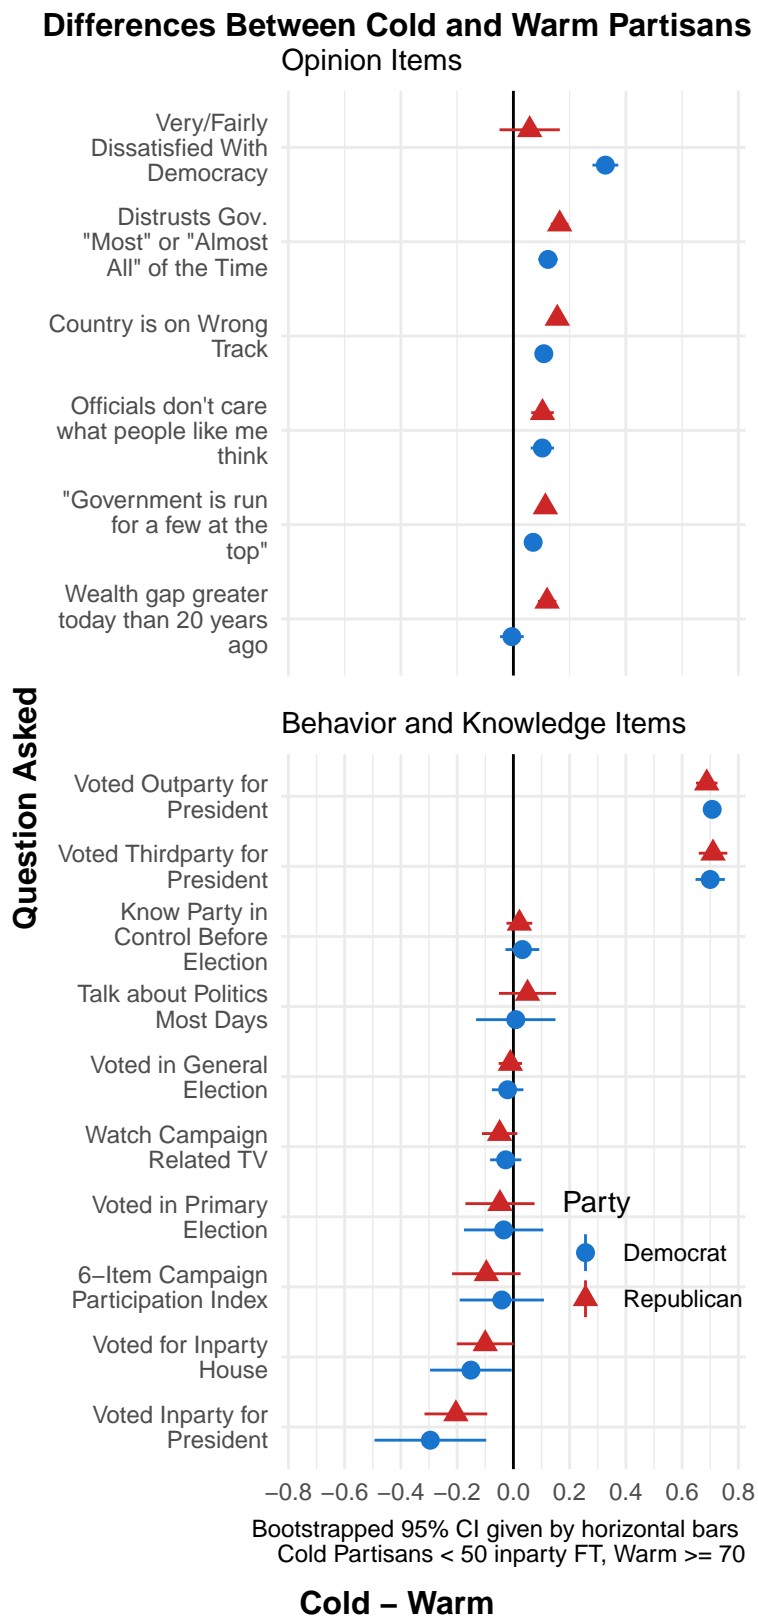 Differences Between Cold and Warm Partisans
Opinion Items
Very/Fairly
Dissatisfied With
Democracy
Distrusts Gov.
"Most" or "Almost
All" of the Time
Country is on Wrong
Track
Officials don't care
what people like me
think
"Government is run
for a few at the
top"
Wealth gap greater
today than 20 years
ago
Question Asked
Behavior and Knowledge Items
Voted Outparty for
President
Voted Thirdparty for
President
Know Party in
Control Before
Election
Talk about Politics
Most Days
Voted in General
Election
Watch Campaign
Related TV
Voted in Primary
Election
6−Item Campaign
Participation Index
Voted for Inparty
House
Voted Inparty for
President
Party
Democrat
Republican
−0.8 −0.6 −0.4 −0.2 0.0 0.2 0.4 0.6 0.8
Bootstrapped 95% CI given by horizontal bars
Cold Partisans < 50 inparty FT, Warm >= 70
Cold − Warm